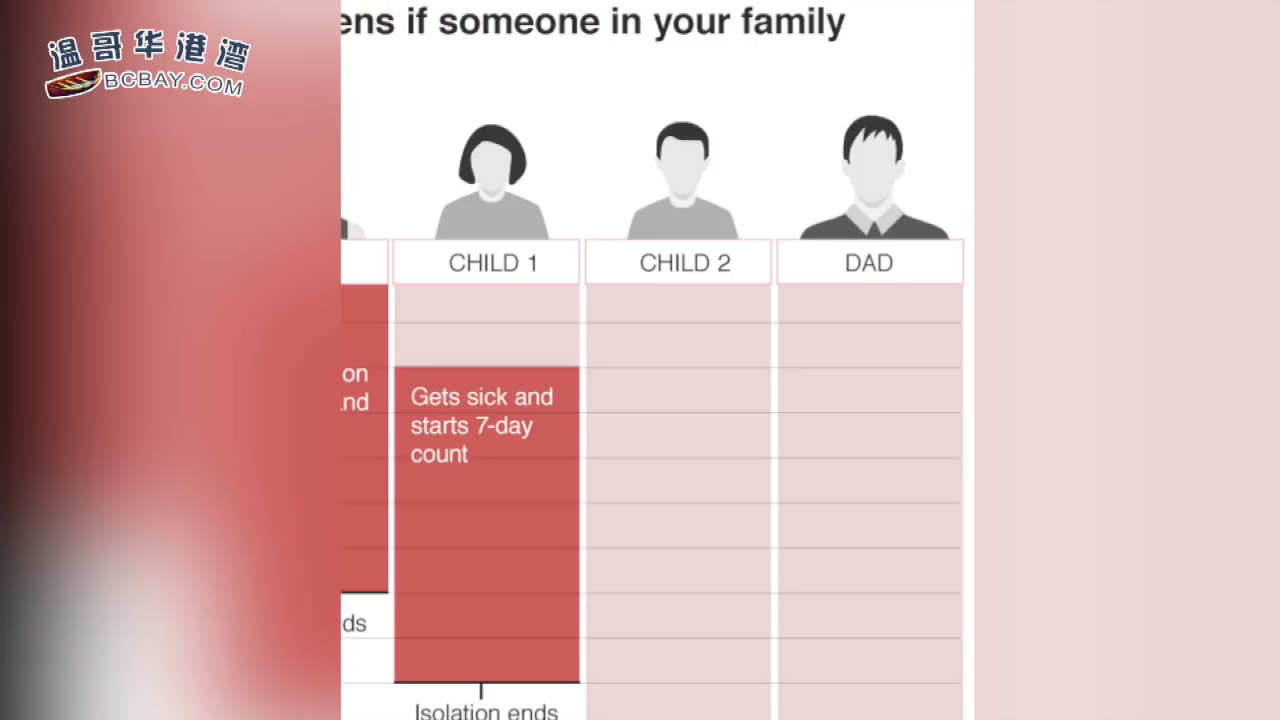 温哥华港湾
BCBAY.COM
ens if someone in your family
CHILD 1
CHILD 2
DAD
on
nd
Gets sick and
starts 7-day
count
ds
Isolation ends